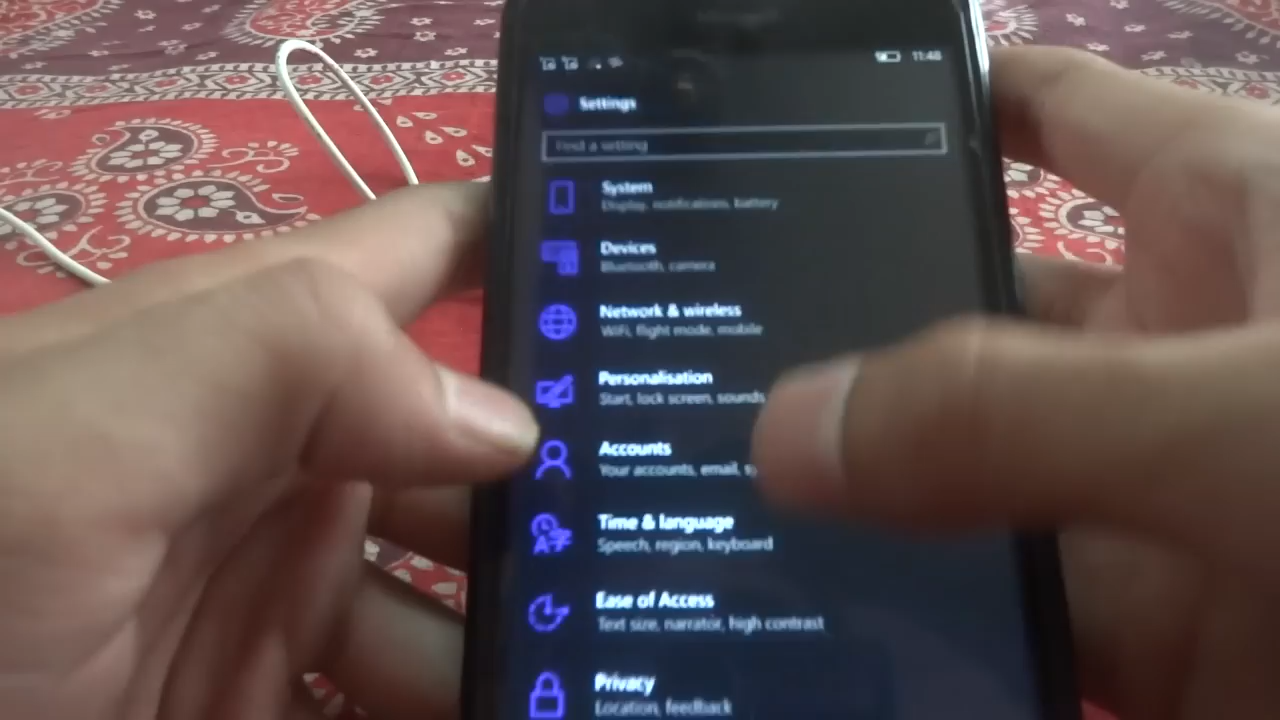 11:48
Settings
Find a setting
System
Display, notifications, battery
Devices
Bluetooth, camera
Network & wireless
WiFi, flight mode, mobile
Personalisation
Start, lock screen, sounds
Accounts
Your accounts, email,
Time & language
Speech, region, keyboard
Ease of Access
Text size, narrator, high contrast
Privacy
Location, feedback